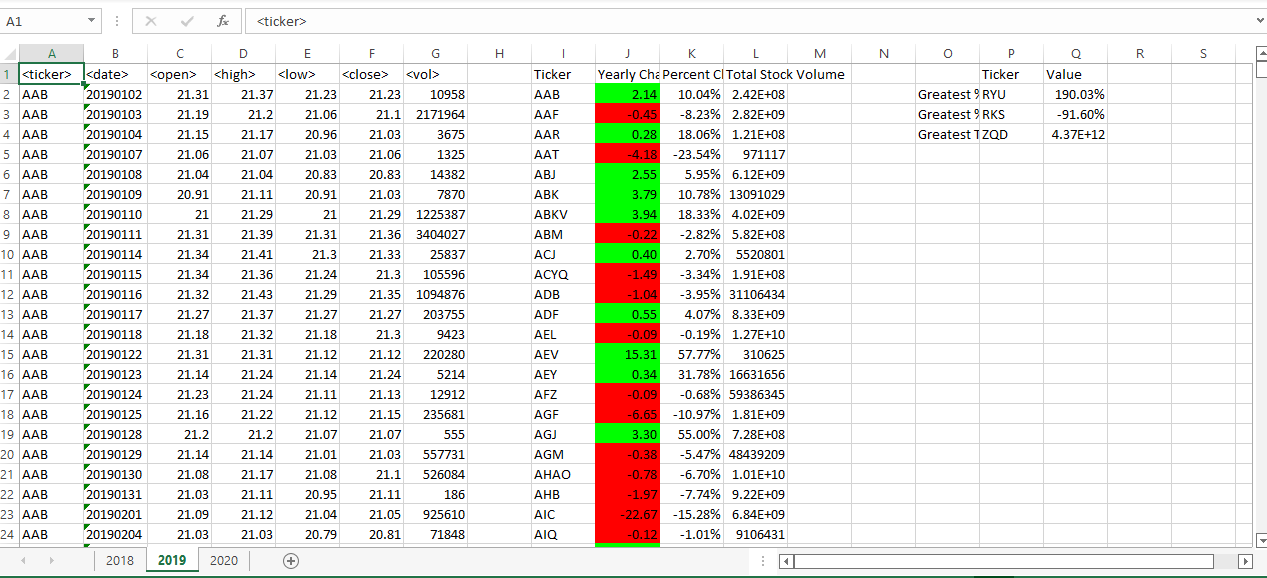 A1 fx <ticker>
A B C D E F G H I J K L M N O P Q R S
1 <ticker> <date> <open> <high> <low> <close> <vol> Ticker Yearly Cha Percent Cl Total Stock Volume Ticker Value
2 AAB 20190102 21.31 21.37 21.23 21.23 10958 AAB 2.14 10.04% 2.42E+08 Greatest % RYU 190.03%
3 AAB 20190103 21.19 21.2 21.06 21.1 2171964 AAF -0.45 -8.23% 2.82E+09 Greatest % RKS -91.60%
4 AAB 20190104 21.15 21.17 20.96 21.03 3675 AAR 0.28 18.06% 1.21E+08 Greatest T ZQD 4.37E+12
5 AAB 20190107 21.06 21.07 21.03 21.06 1325 AAT -4.18 -23.54% 971117
6 AAB 20190108 21.04 21.04 20.83 20.83 14382 ABJ 2.55 5.95% 6.12E+09
7 AAB 20190109 20.91 21.11 20.91 21.03 7870 ABK 3.79 10.78% 13091029
8 AAB 20190110 21 21.29 21 21.29 1225387 ABKV 3.94 18.33% 4.02E+09
9 AAB 20190111 21.31 21.39 21.31 21.36 3404027 ABM -0.22 -2.82% 5.82E+08
10 AAB 20190114 21.34 21.41 21.3 21.33 25837 ACJ 0.40 2.70% 5520801
11 AAB 20190115 21.34 21.36 21.24 21.3 105596 ACYQ -1.49 -3.34% 1.91E+08
12 AAB 20190116 21.32 21.43 21.29 21.35 1094876 ADB -1.04 -3.95% 31106434
13 AAB 20190117 21.27 21.37 21.27 21.27 203755 ADF 0.55 4.07% 8.33E+09
14 AAB 20190118 21.18 21.32 21.18 21.3 9423 AEL -0.09 -0.19% 1.27E+10
15 AAB 20190122 21.31 21.31 21.12 21.12 220280 AEV 15.31 57.77% 310625
16 AAB 20190123 21.14 21.24 21.14 21.24 5214 AEY 0.34 31.78% 16631656
17 AAB 20190124 21.23 21.24 21.11 21.13 12912 AFZ -0.09 -0.68% 59386345
18 AAB 20190125 21.16 21.22 21.12 21.15 235681 AGF -6.65 -10.97% 1.81E+09
19 AAB 20190128 21.2 21.2 21.07 21.07 555 AGJ 3.30 55.00% 7.28E+08
20 AAB 20190129 21.14 21.14 21.01 21.03 557731 AGM -0.38 -5.47% 48439209
21 AAB 20190130 21.08 21.17 21.08 21.1 526084 AHAO -0.78 -6.70% 1.01E+10
22 AAB 20190131 21.03 21.11 20.95 21.11 186 AHB -1.97 -7.74% 9.22E+09
23 AAB 20190201 21.09 21.12 21.04 21.05 925610 AIC -22.67 -15.28% 6.84E+09
24 AAB 20190204 21.03 21.03 20.79 20.81 71848 AIQ -0.12 -1.01% 9106431
2018 2019 2020